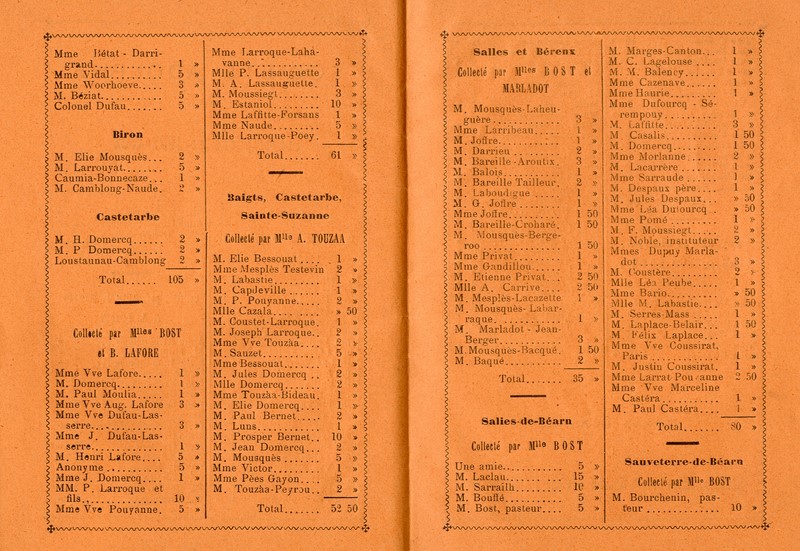 Mme Bétat - Darri-
grand............ 1 »
Mme Vidal.......... 5 »
Mme Woorhoeve..... 3 »
M. Béziat........... 5 »
Colonel Dufau....... 5 »
Biron
M. Elie Mousquès... 2 »
M. Larrouyat........ 5 »
Caumia-Bonnecaze... 1 »
M. Camblong-Naude. 2 »
Castetarbe
M. H. Domercq...... 2 »
M. P Domercq...... 2 »
Loustaunau-Camblong 2 »
Total...... 105 »
Collecté par Mlles BOST
et B. LAFORE
Mme Vve Lafore..... 1 »
M. Domercq......... 1 »
M. Paul Moulia..... 1 »
Mme Vve Aug. Lafore 3 »
Mme Vve Dufau-Las-
serre............. 3 »
Mme J. Dufau-Las-
serre............. 1 »
M. Henri Lafore.... 5 »
Anonyme........... 5 »
Mme J. Domercq.... 1 »
MM. P. Larroque et
fils............... 10 »
Mme Vve Pouyanne. 5 »
Mme Larroque-Laha-
vanne............ 3 »
Mlle P. Lassauguette 1 »
M. A. Lassauguette. 1 »
M. Moussiegt....... 3 »
M. Estaniol......... 10 »
Mme Laffitte-Forsans 1 »
Mme Naude......... 5 »
Mlle Larroque-Poey. 1 »
Total....... 61 »
Baigts, Castetarbe,
Sainte-Suzanne
Collecté par Mlle A. TOUZAA
M. Elie Bessouat.... 1 »
Mme Mesplès Testevin 2 »
M. Labastie......... 1 »
M. Capdeville....... 1 »
M. P. Pouyanne..... 2 »
Mlle Cazala......... » 50
M. Coustet-Larroque. 1 »
M. Joseph Larroque.. 2 »
Mme Vve Touzàa.... 2 »
M. Sauzet........... 5 »
Mme Bessouat....... 1 »
M. Jules Domercq .. 2 »
Mlle Domercq....... 2 »
Mme Touzàa-Bideau. 1 »
M. Elie Domercq.... 1 »
M. Paul Bernet..... 2 »
M. Luns............ 1 »
M. Prosper Bernet.. 10 »
M. Jean Domercq... 2 »
M. Mousquès....... 5 »
Mme Victor......... 1 »
Mme Pées Gayon.... 5 »
M. Touzàa-Peyrou.. 2 »
Total....... 52 50
Salles et Bérenx
Collecté par Mlles BOST et
MARLADOT
M. Mousquès-Laheu-
guère............ 3 »
Mme Larribeau..... 1 »
M. Joffre........... 1 »
M. Darrieu......... 2 »
M. Bareille-Aroutix. 3 »
M. Balois........... 1 »
M. Bareille Tailleur. 2 »
M. Laboudigue..... 1 »
M. G. Joffre........ 1 »
Mme Joffre......... 1 50
M. Bareille-Croharé. 1 50
M. Mousquès-Berge-
roo.............. 1 50
Mme Privat......... 1 »
Mme Gandillou..... 1 »
M. Etienne Privat... 2 50
Mlle A. Carrive..... 2 50
M. Mesplès-Lacazette 1 »
M. Mousquès-Labar-
raque............ 1 »
M. Marladot - Jean-
Berger........... 3 »
M. Mousquès-Bacqué. 1 50
M. Baqué.......... 2 »
Total....... 35 »
Salies-de-Béarn
Collecté par Mlle BOST
Une amie........... 5 »
M. Laclau.......... 15 »
M. Sarrailh......... 10 »
M. Bouffé.......... 5 »
M. Bost, pasteur.... 5 »
M. Marges-Canton... 1 »
M. C. Lagelouse.... 1 »
M. M. Balency...... 1 »
Mme Cazenave...... 1 »
Mme Haurie......... 1 »
Mme Dufourcq - Sé-
rempouy......... 1 »
M. Laffitte.......... 3 »
M. Casalis.......... 1 50
M. Domercq........ 1 50
Mme Morlanne...... 2 »
M. Lacarrère....... 1 »
Mme Sarraude...... 1 »
M. Despaux père.... 1 »
M. Jules Despaux... » 50
Mme Léa Dufourcq .. » 50
Mme Pomé......... 1 »
M. F. Moussiegt..... 2 »
M. Noble, instituteur 2 »
Mmes Dupuy Marla-
dot.............. 3 »
M. Coustère........ 2 »
Mlle Léa Peube..... 1 »
Mme Bario......... » 50
Mlle M. Labastie.... » 50
M. Serres-Mass..... 1 »
M. Laplace-Belair... 1 50
M. Félix Laplace... 1 »
Mme Vve Coussirat,
Paris............ 1 »
M. Justin Coussirat. 1 »
Mme Larrat-Pouyanne 2 50
Mme Vve Marceline
Castéra.......... 1 »
M. Paul Castéra.... 1 »
Total....... 80 »
Sauveterre-de-Béarn
Collecté par Mlle BOST
M. Bourchenin, pas-
teur............. 10 »